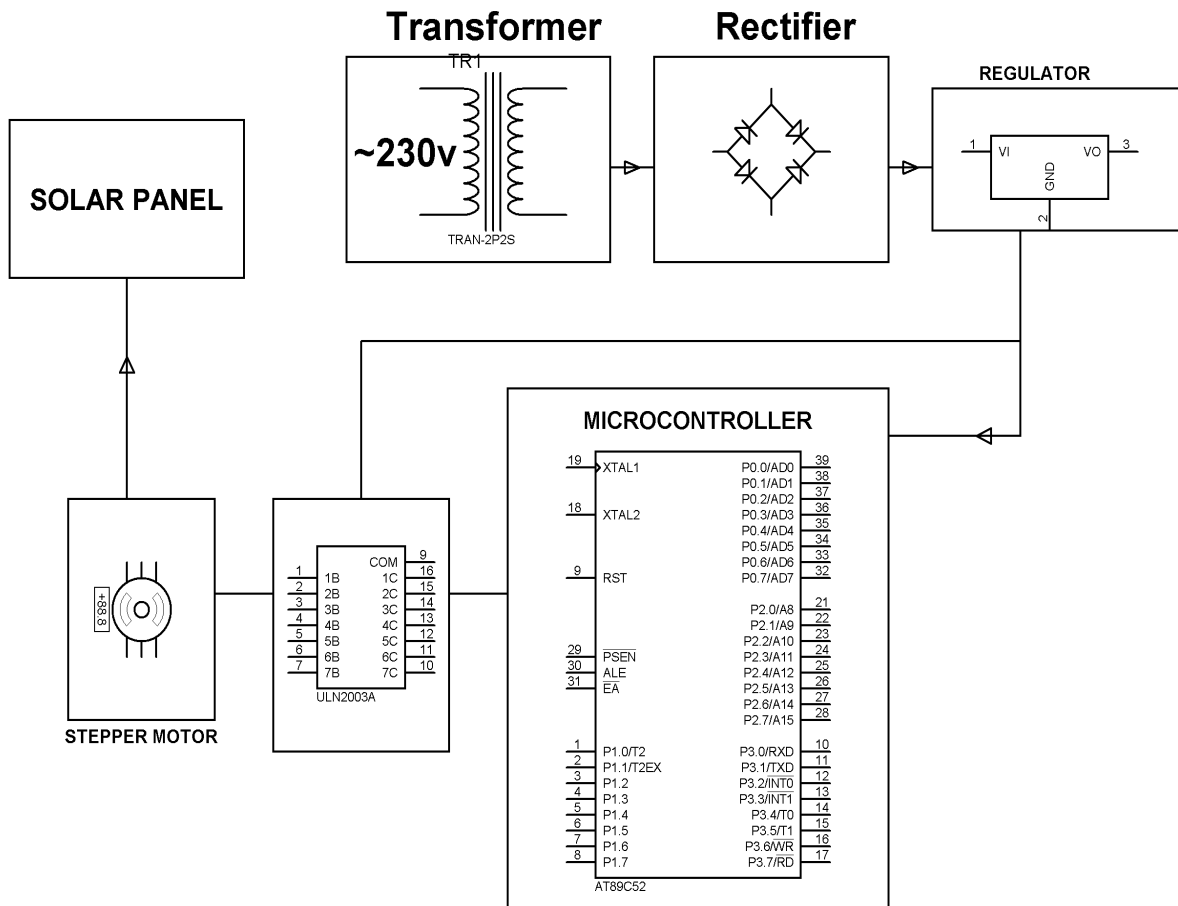 Transformer
Rectifier
REGULATOR
TR1
~230v
TRAN-2P2S
1
VI
VO
3
GND
2
SOLAR PANEL
MICROCONTROLLER
19
XTAL1
18
XTAL2
9
RST
29
PSEN
30
ALE
31
EA
1
P1.0/T2
2
P1.1/T2EX
3
P1.2
4
P1.3
5
P1.4
6
P1.5
7
P1.6
8
P1.7
P0.0/AD0
39
P0.1/AD1
38
P0.2/AD2
37
P0.3/AD3
36
P0.4/AD4
35
P0.5/AD5
34
P0.6/AD6
33
P0.7/AD7
32
P2.0/A8
21
P2.1/A9
22
P2.2/A10
23
P2.3/A11
24
P2.4/A12
25
P2.5/A13
26
P2.6/A14
27
P2.7/A15
28
P3.0/RXD
10
P3.1/TXD
11
P3.2/INT0
12
P3.3/INT1
13
P3.4/T0
14
P3.5/T1
15
P3.6/WR
16
P3.7/RD
17
AT89C52
COM
9
1
1B
1C
16
2
2B
2C
15
3
3B
3C
14
4
4B
4C
13
5
5B
5C
12
6
6B
6C
11
7
7B
7C
10
ULN2003A
+88.8
STEPPER MOTOR